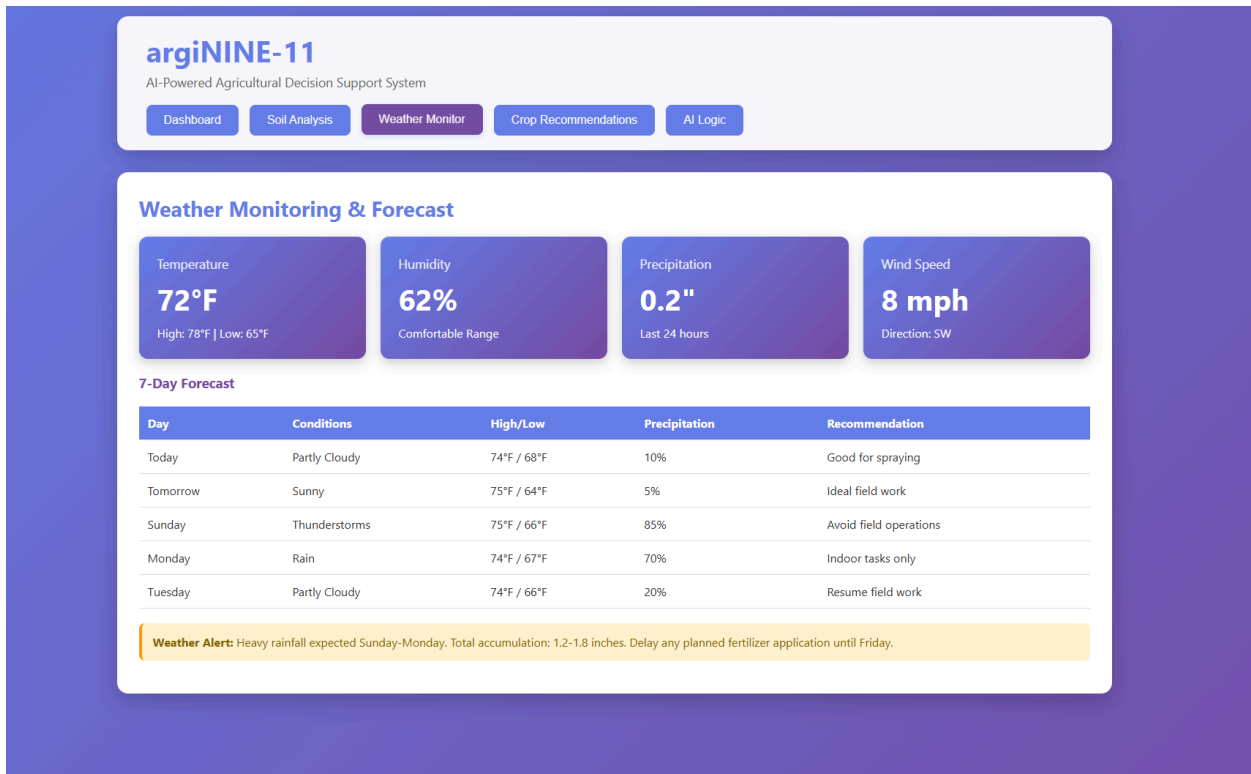 argiNINE-11
AI-Powered Agricultural Decision Support System
Dashboard Soil Analysis Weather Monitor Crop Recommendations AI Logic
Weather Monitoring & Forecast
Temperature
72°F
High: 78°F | Low: 65°F
Humidity
62%
Comfortable Range
Precipitation
0.2"
Last 24 hours
Wind Speed
8 mph
Direction: SW
7-Day Forecast
Day Conditions High/Low Precipitation Recommendation
Today Partly Cloudy 74°F / 68°F 10% Good for spraying
Tomorrow Sunny 75°F / 64°F 5% Ideal field work
Sunday Thunderstorms 75°F / 66°F 85% Avoid field operations
Monday Rain 74°F / 67°F 70% Indoor tasks only
Tuesday Partly Cloudy 74°F / 66°F 20% Resume field work
Weather Alert: Heavy rainfall expected Sunday-Monday. Total accumulation: 1.2-1.8 inches. Delay any planned fertilizer application until Friday.